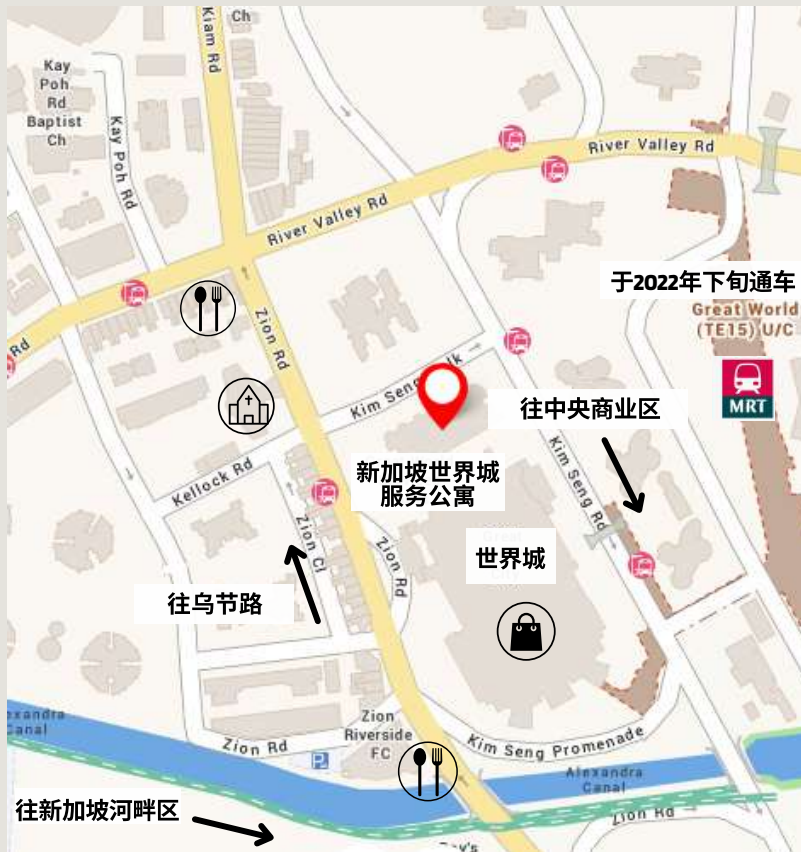 Ch
Kiam Rd
Kay
Poh
Rd
Baptist
Ch
Kay Poh Rd
River Valley Rd
River Valley Rd
于2022年下旬通车
Great World
(TE15) U/C
MRT
Rd
Zion Rd
Kim Seng
lk
往中央商业区
新加坡世界城
服务公寓
Kellock Rd
Kim Seng Rd
Zion Cl
Zion Rd
世界城
往乌节路
exandra
Canal
Zion Rd
Zion
Riverside
FC
P
Kim Seng Promenade
Alexandra
Canal
往新加坡河畔区
Zion Rd